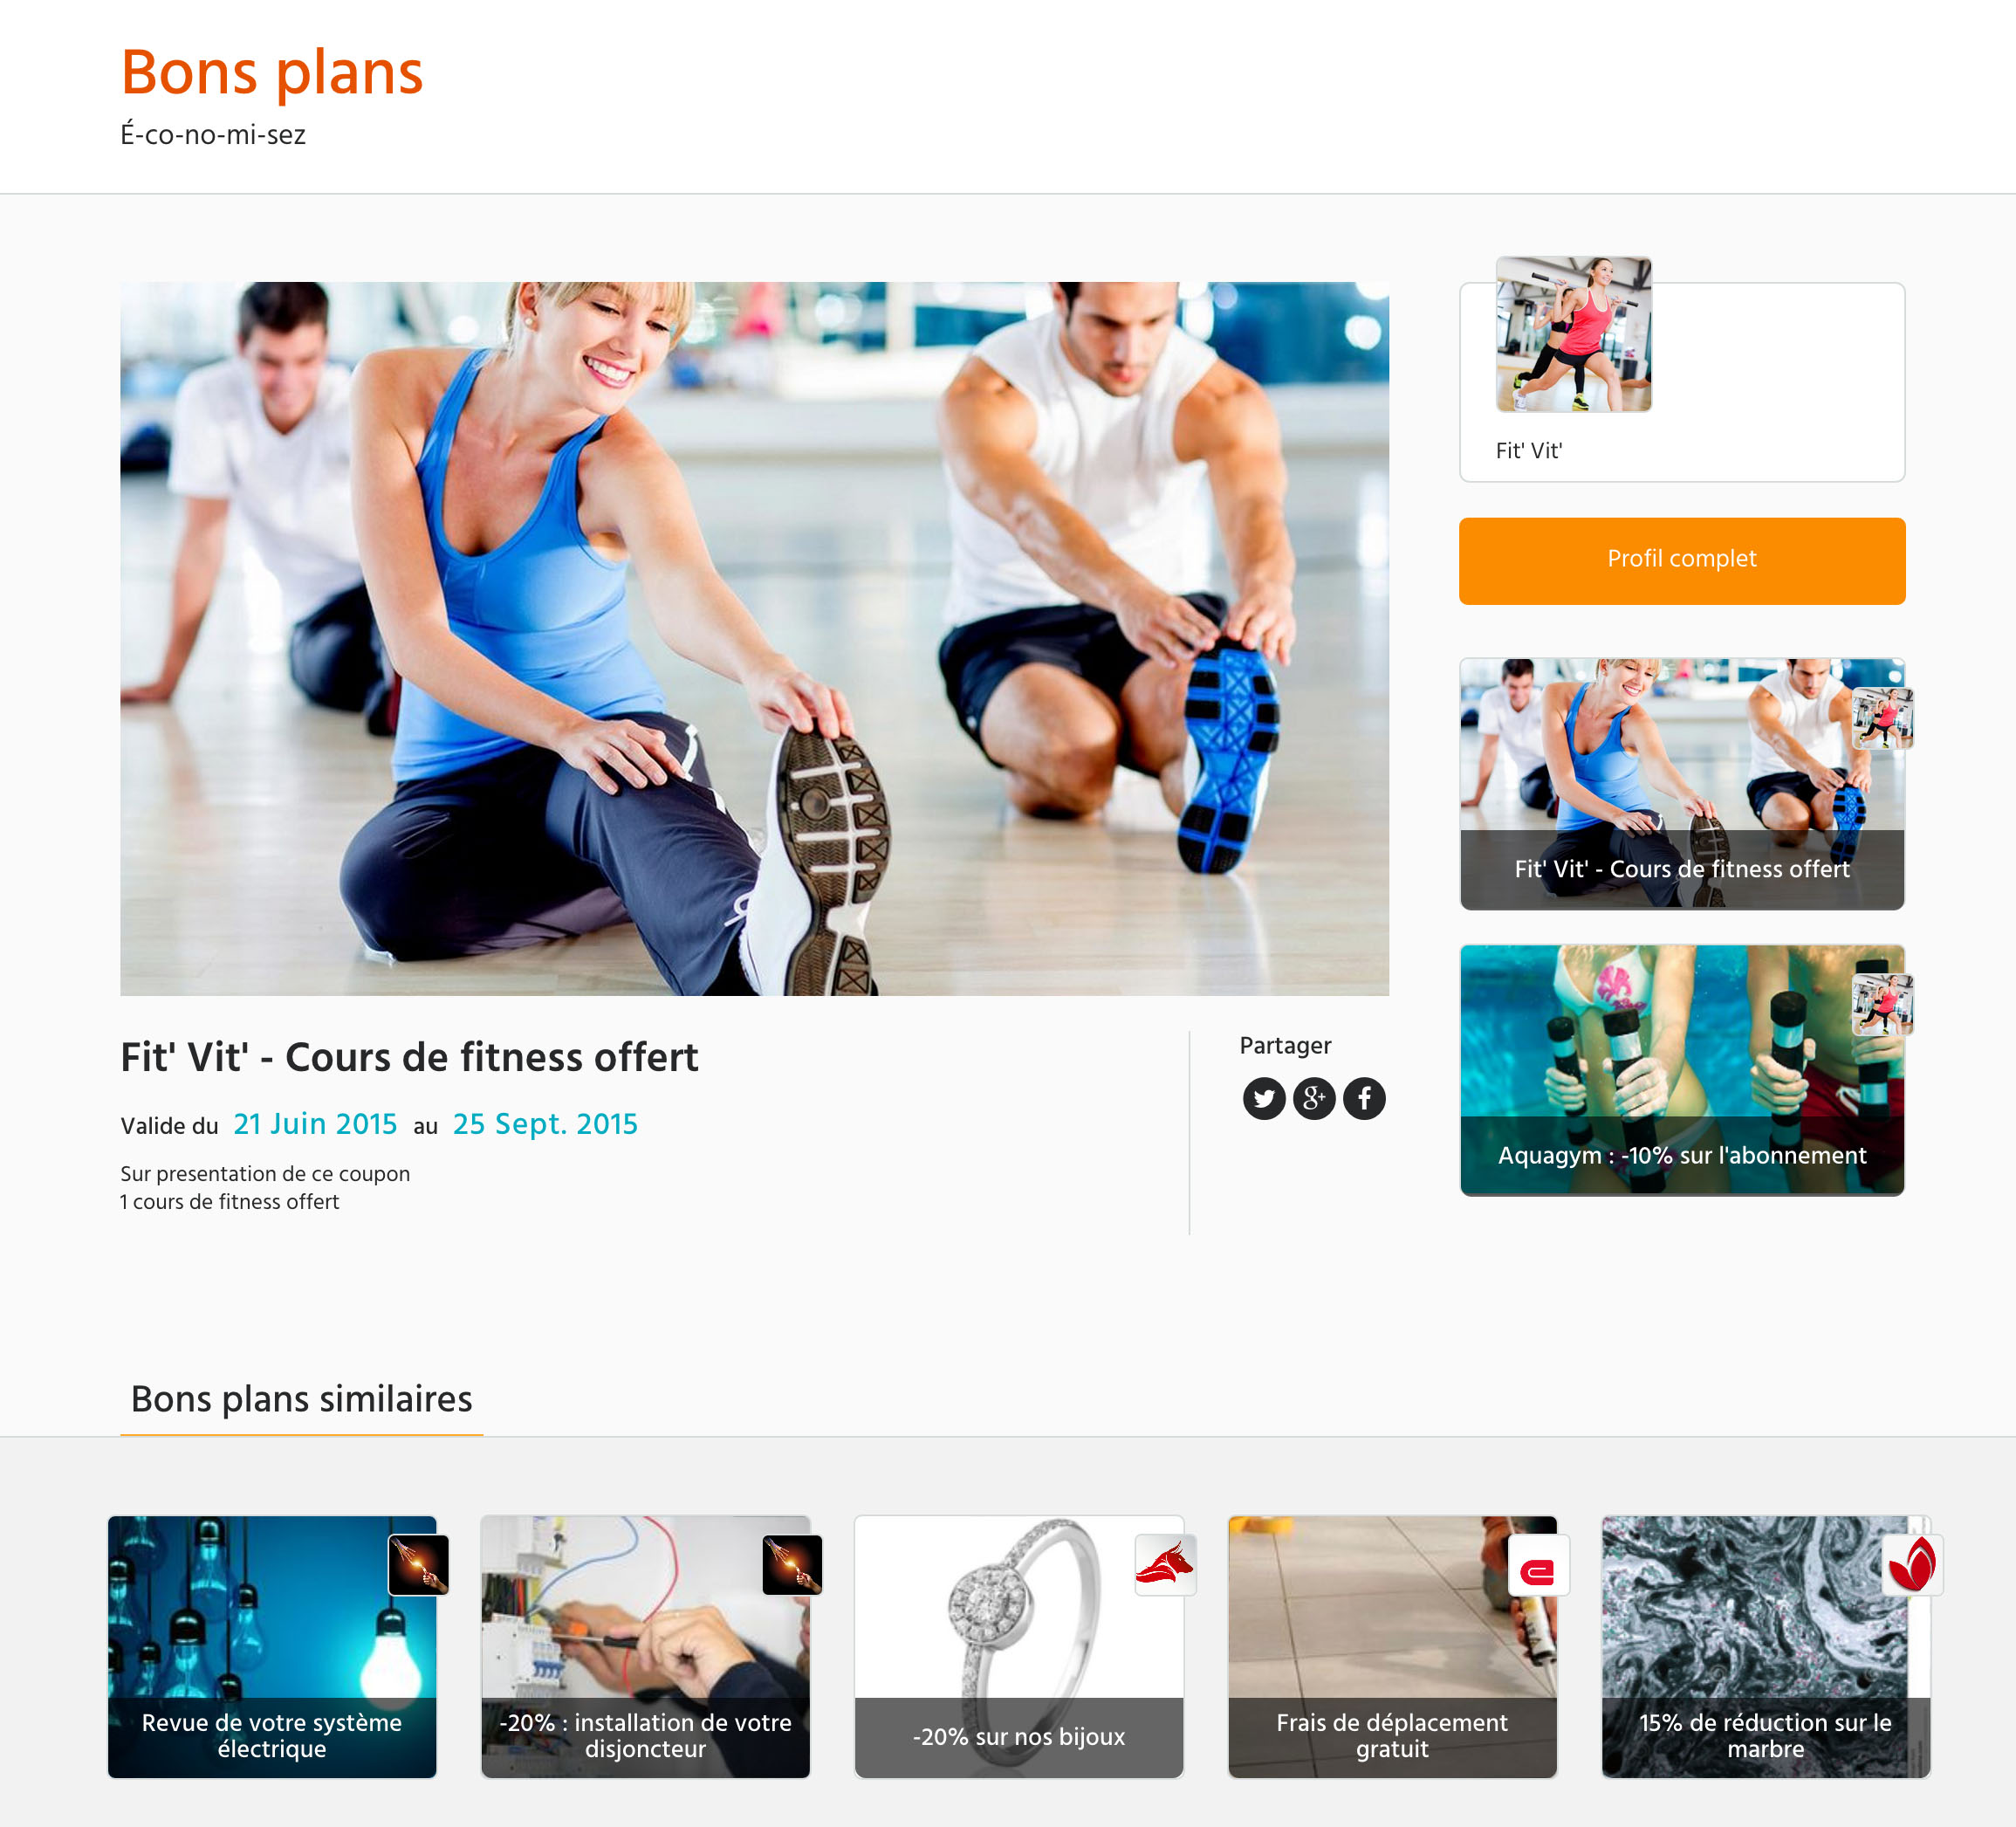 Bons plans
É-co-no-mi-sez
Fit' Vit'
Profil complet
Fit' Vit' - Cours de fitness offert
Aquagym : -10% sur l'abonnement
Fit' Vit' - Cours de fitness offert
Valide du 21 Juin 2015 au 25 Sept. 2015
Sur presentation de ce coupon
1 cours de fitness offert
Partager
Bons plans similaires
Revue de votre système
électrique
-20% : installation de votre
disjoncteur
-20% sur nos bijoux
Frais de déplacement
gratuit
15% de réduction sur le
marbre